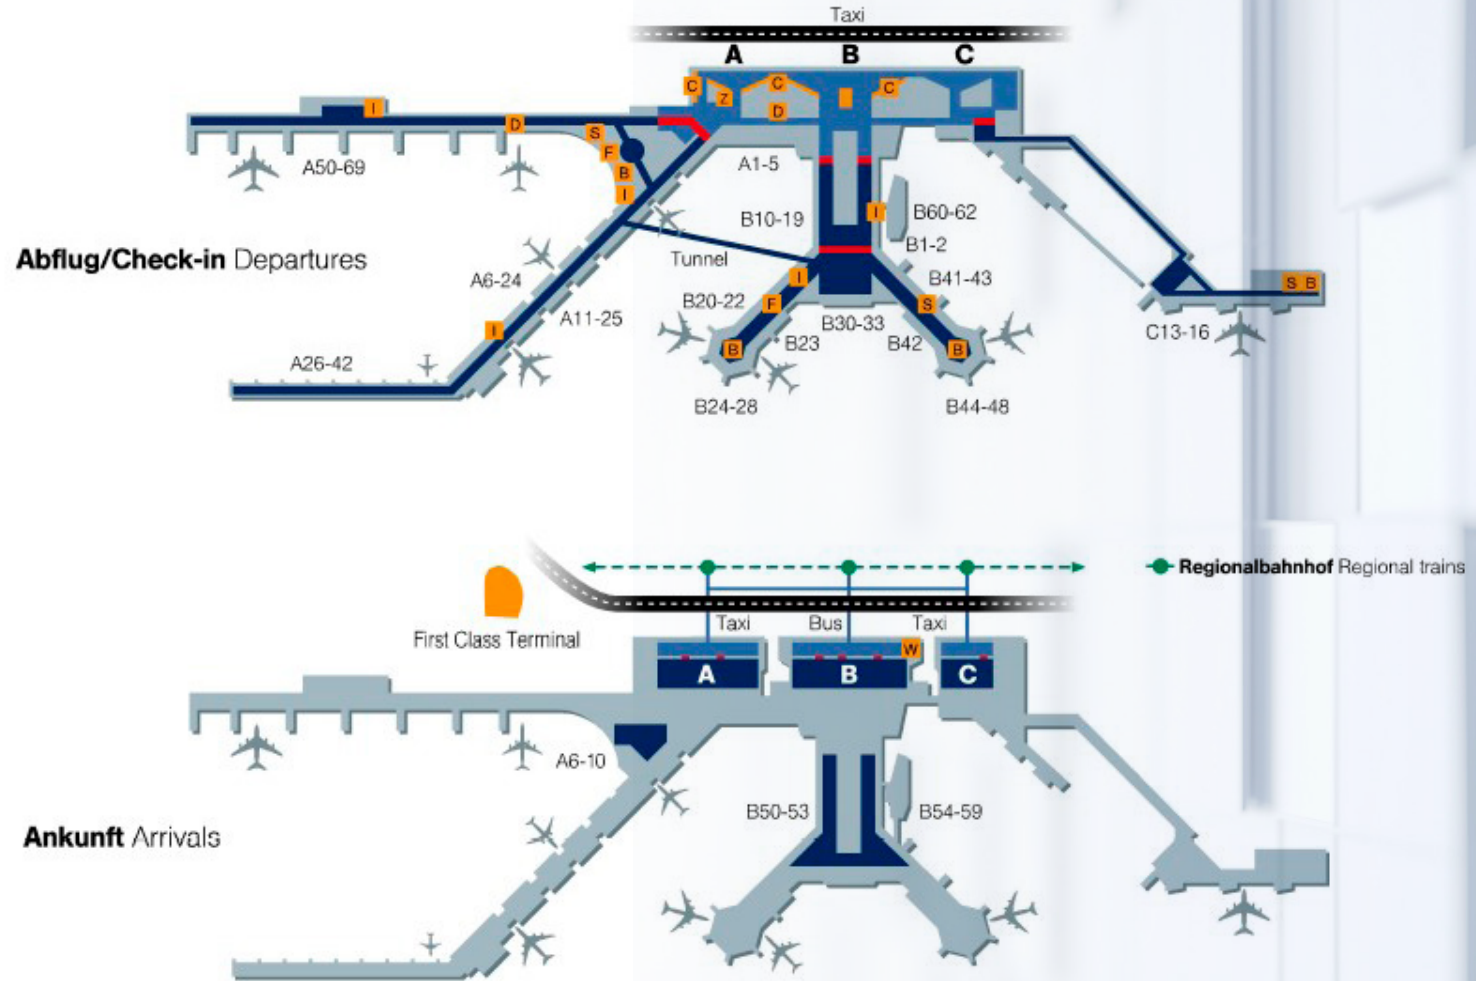 Taxi
A B C
C C C
Z
I D
D
S
F
B
I
A50-69
A1-5
B10-19
I
B60-62
B1-2
Abflug/Check-in Departures
Tunnel
A6-24
I
B41-43
B20-22
F
S
A11-25
B30-33
C13-16
S B
I
B23
B42
A26-42
B
B
B24-28
B44-48
Regionalbahnhof Regional trains
First Class Terminal
Taxi Bus Taxi
W
A B C
A6-10
B50-53
B54-59
Ankunft Arrivals